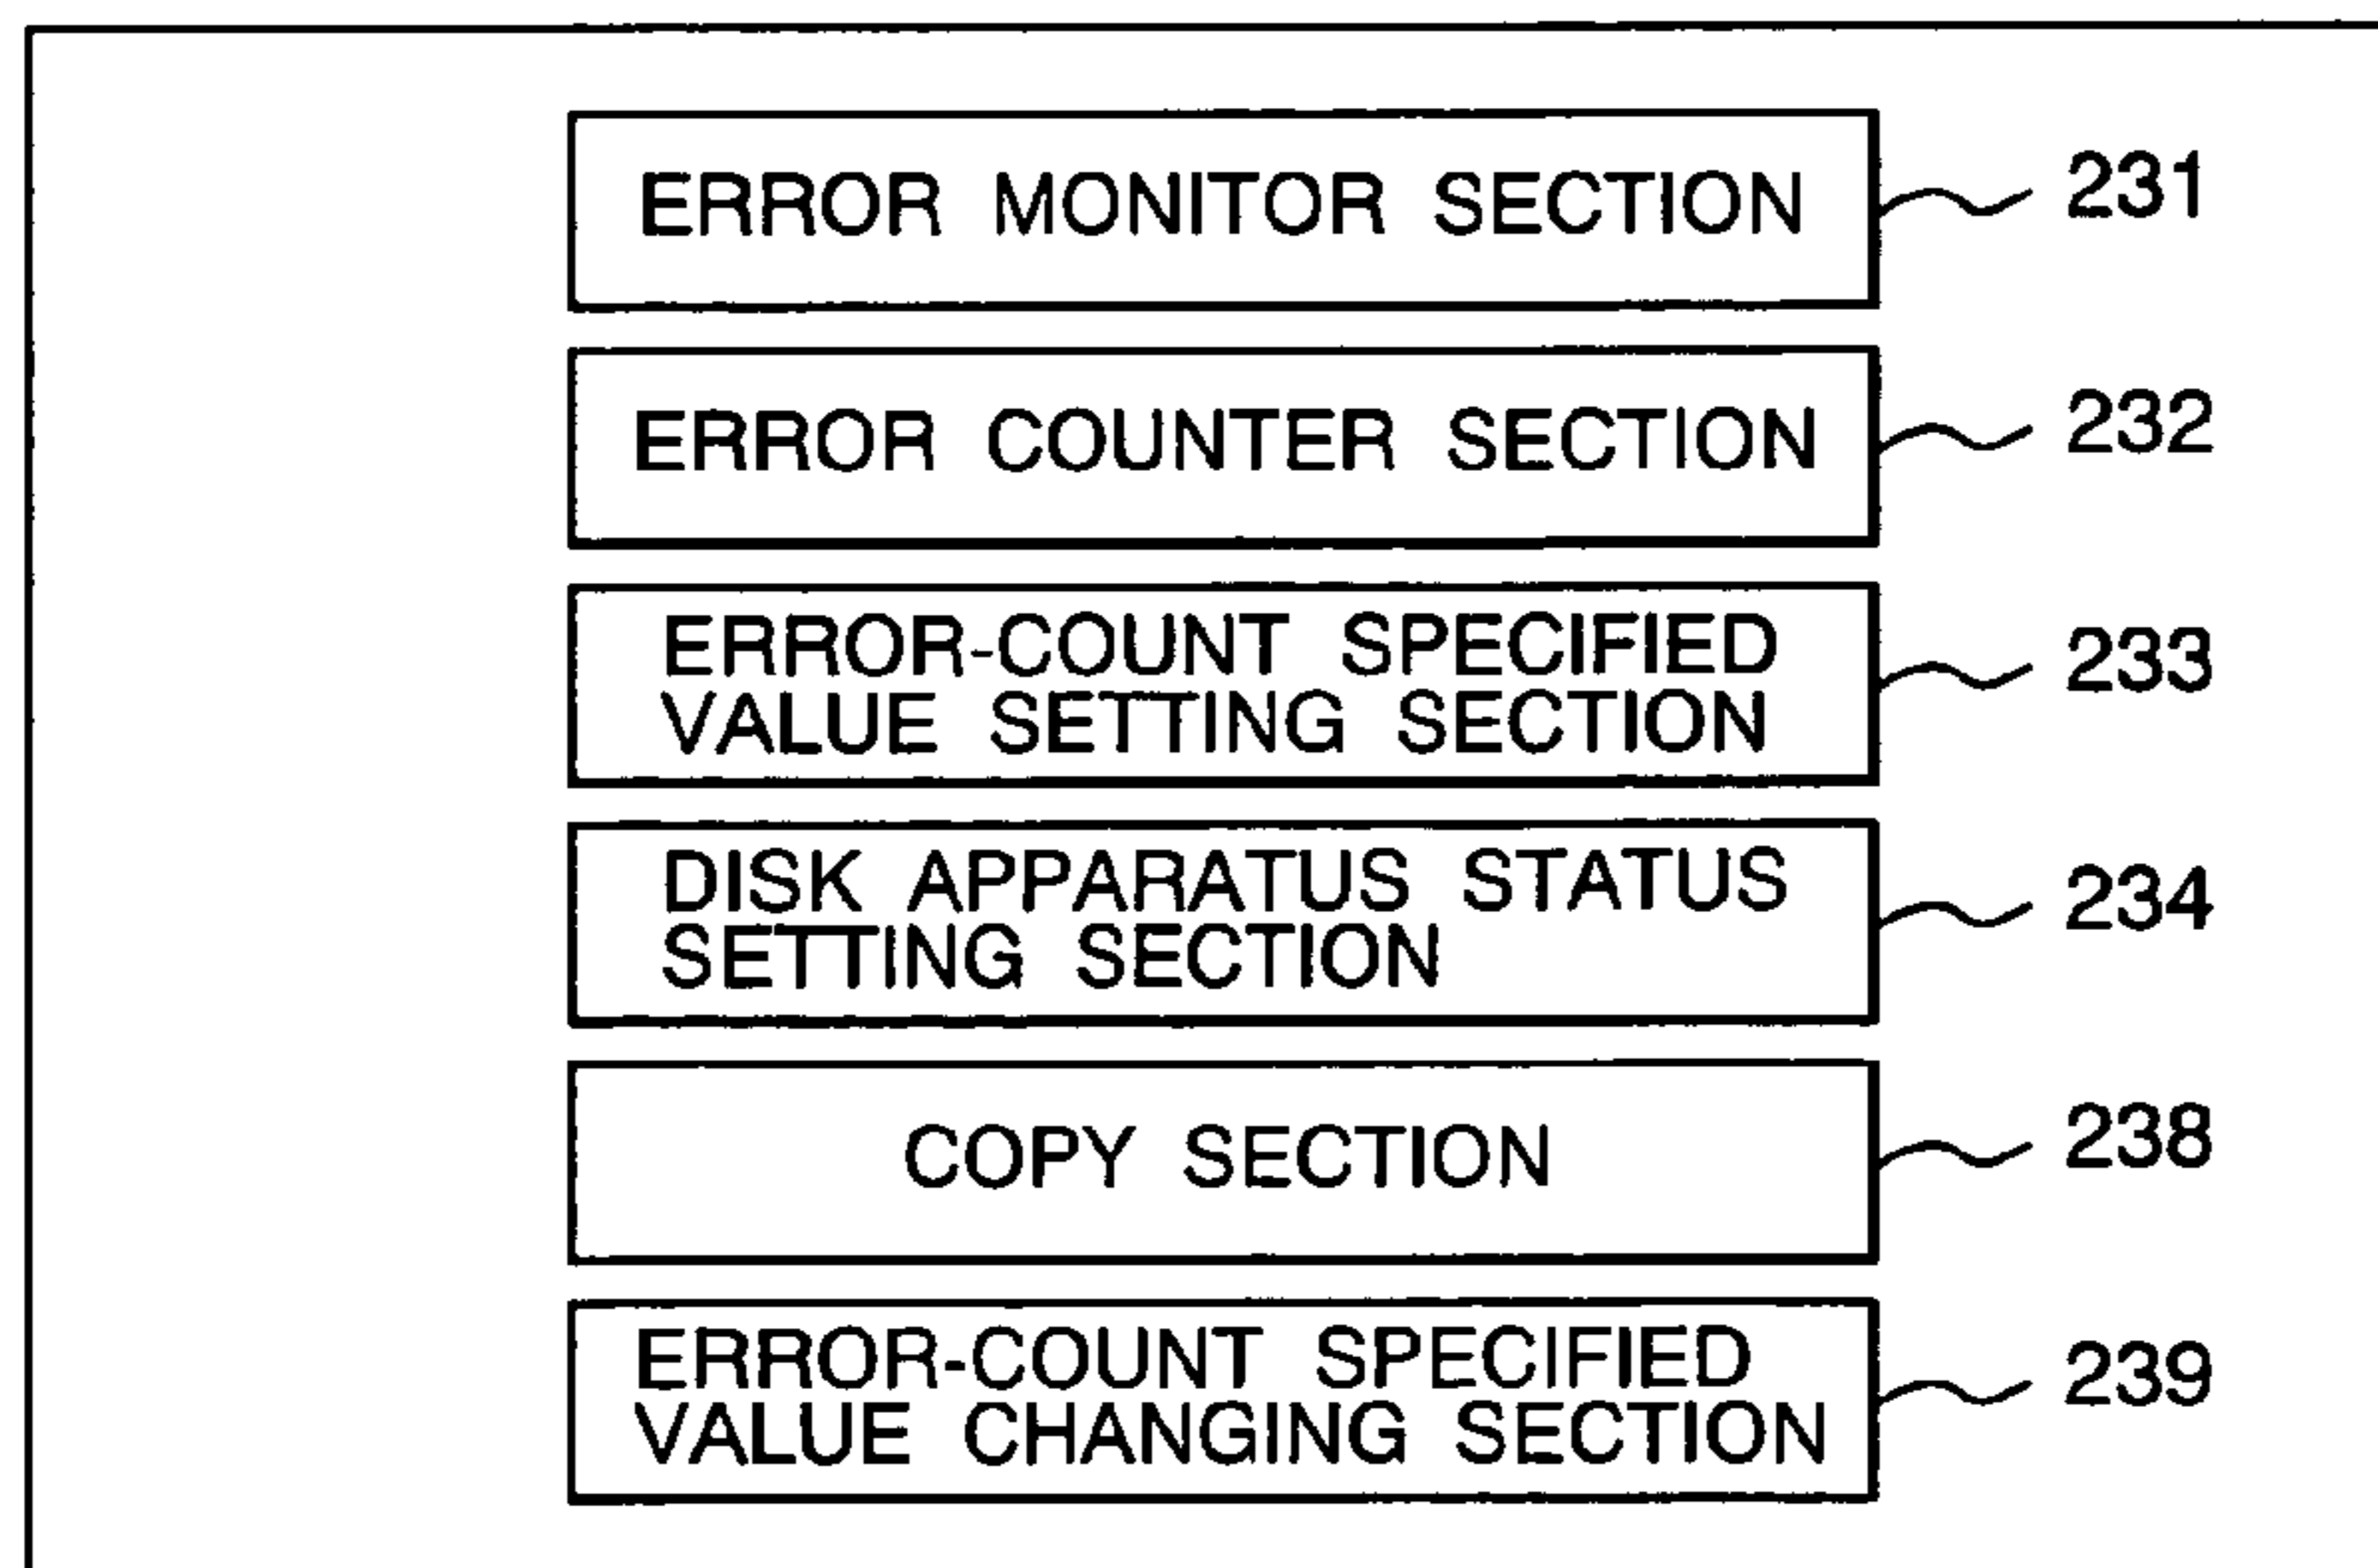 ERROR MONITOR SECTION 231
ERROR COUNTER SECTION 232
ERROR-COUNT SPECIFIED
VALUE SETTING SECTION 233
DISK APPARATUS STATUS
SETTING SECTION 234
COPY SECTION 238
ERROR-COUNT SPECIFIED
VALUE CHANGING SECTION 239